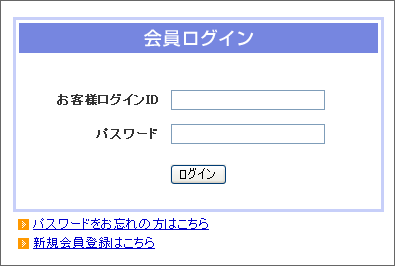 会員ログイン
お客様ログインID
パスワード
ログイン
パスワードをお忘れの方はこちら
新規会員登録はこちら